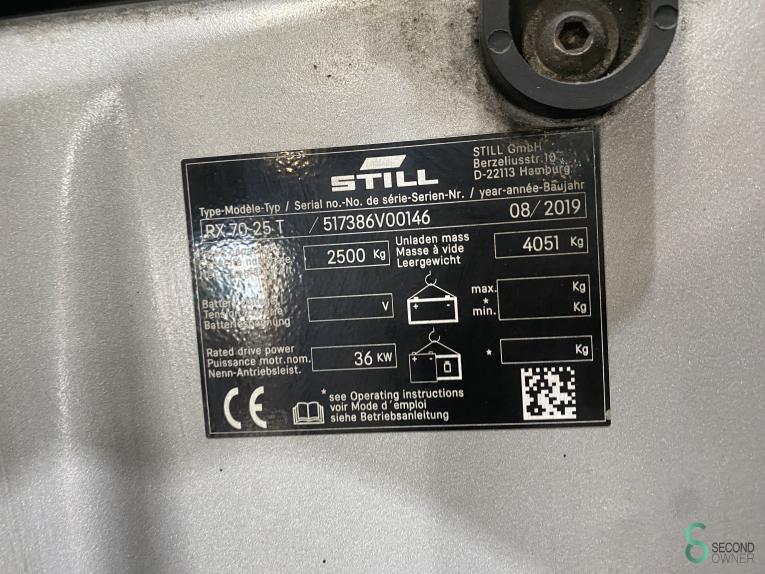 STILL
STILL GmbH
Berzeliusstr.10
D-22113 Hamburg
Type-Modèle-Typ / Serial no.-No. de série-Serien-Nr. / year-année-Baujahr
RX 70-25 T / 517386V00146 08/2019
2500 Kg
Unladen mass
Masse à vide
Leergewicht
4051 Kg
V
+ -
max. Kg
*
min. Kg
Rated drive power
Puissance motr.nom.
Nenn-Antriebsleist.
36 KW
+ -
* Kg
CE
*see Operating instructions
voir Mode d'emploi
siehe Betriebsanleitung
SECOND
OWNER